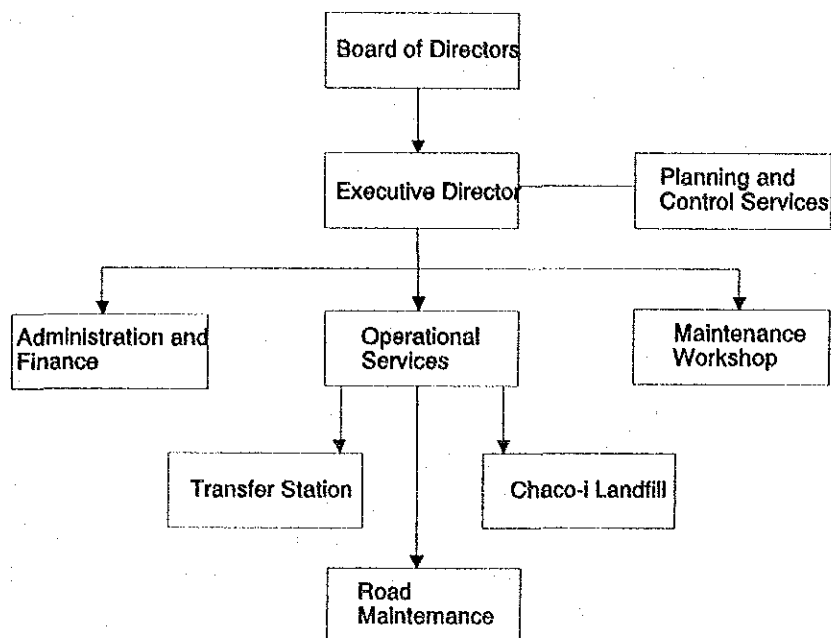 Board of Directors
Executive Director
Planning and
Control Services
Administration and
Finance
Operational
Services
Maintenance
Workshop
Transfer Station
Chaco-i Landfill
Road
Maintemance